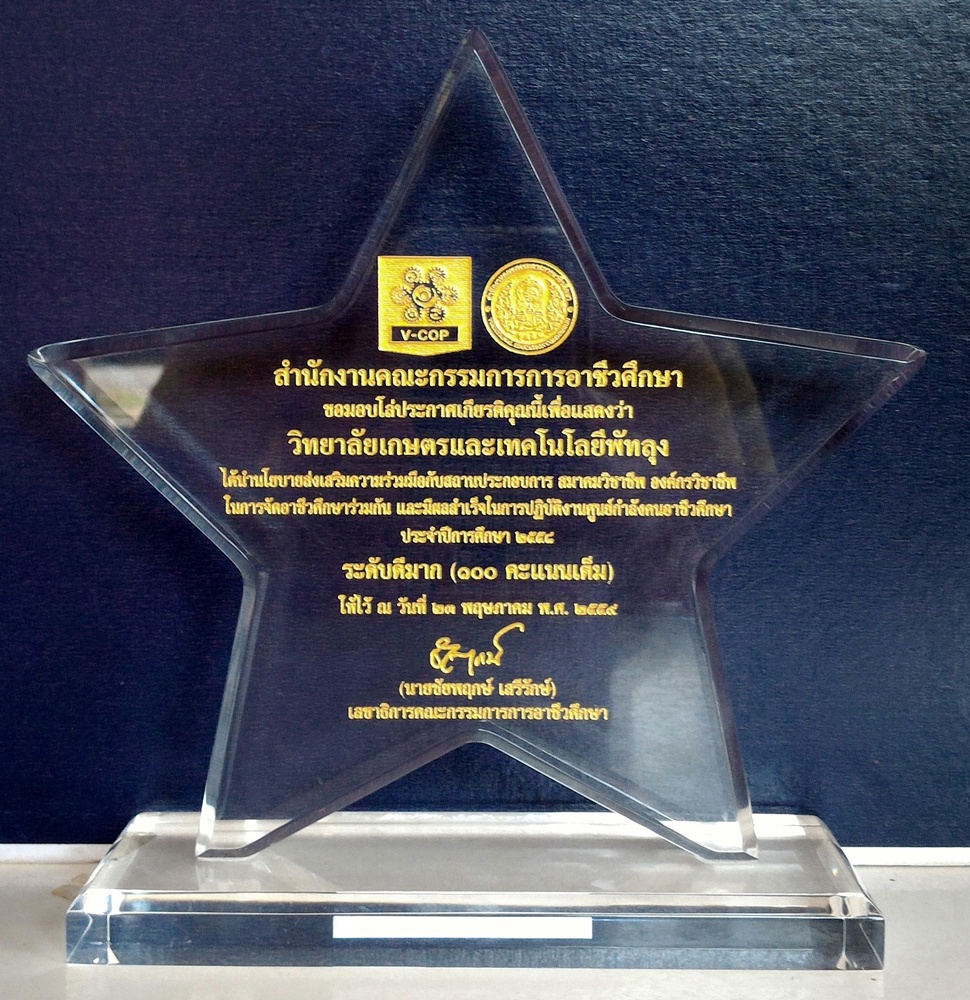 V-COP
สำนักงานคณะกรรมการการอาชีวศึกษา
ขอมอบโล่ประกาศเกียรติคุณนี้เพื่อแสดงว่า
วิทยาลัยเกษตรและเทคโนโลยีพัทลุง
ได้นำนโยบายส่งเสริมความร่วมมือกับสถานประกอบการ สมาคมวิชาชีพ องค์กรวิชาชีพ
ในการจัดอาชีวศึกษาร่วมกัน และมีผลสำเร็จในการปฏิบัติงานศูนย์กำลังคนอาชีวศึกษา
ประจำปีการศึกษา ๒๕๕๘
ระดับดีมาก (๑๐๐ คะแนนเต็ม)
ให้ไว้ ณ วันที่ ๒๓ พฤษภาคม พ.ศ. ๒๕๕๙
(นายชัยพฤกษ์ เสรีรักษ์)
เลขาธิการคณะกรรมการการอาชีวศึกษา